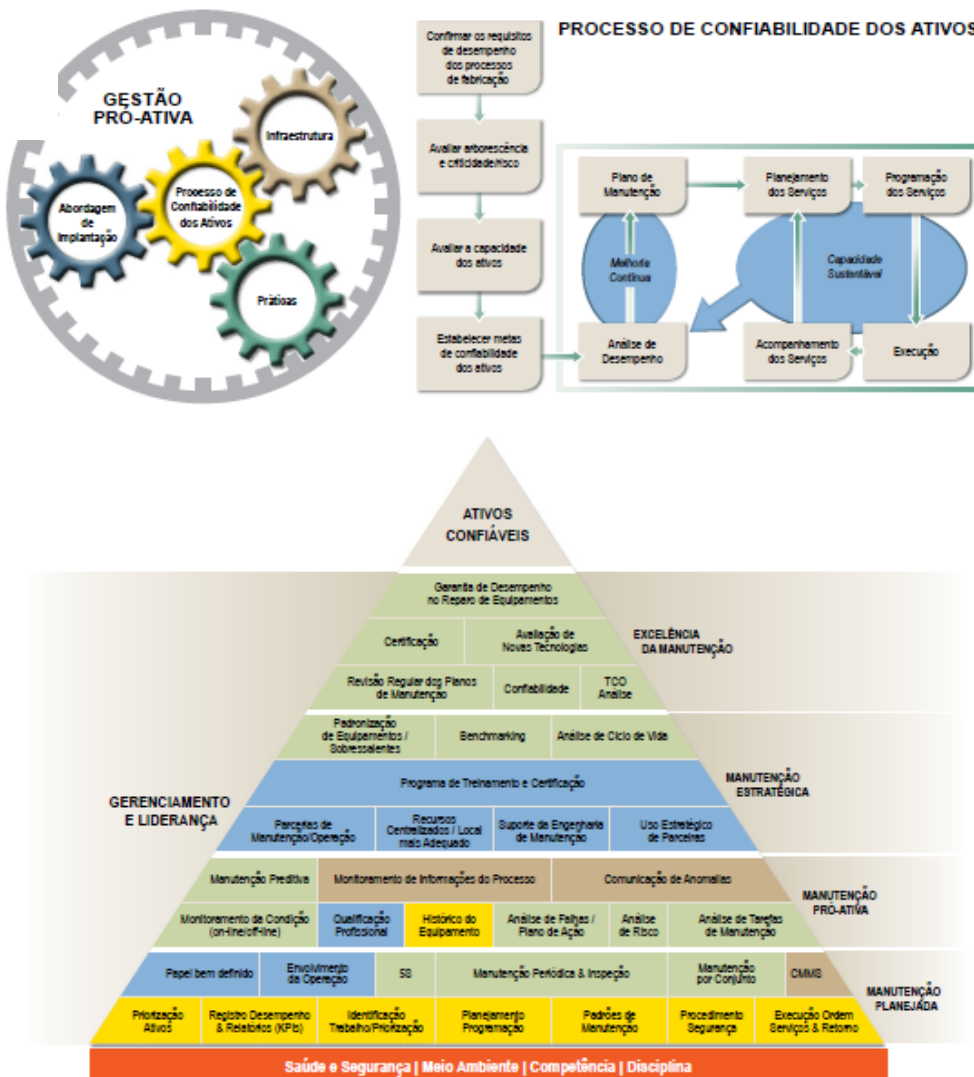 GESTÃO
PRÓ-ATIVA
Infraestrutura
Abordagem
de
Implantação
Processo de
Confiabilidade
dos Ativos
Práticas
PROCESSO DE CONFIABILIDADE DOS ATIVOS
Confirmar os requisitos
de desempenho
dos processos
de fabricação
Avaliar arborescência
e criticidade/risco
Avaliar a capacidade
dos ativos
Estabelecer metas
de confiabilidade
dos ativos
Plano de
Manutenção
Planejamento
dos Serviços
Programação
dos Serviços
Melhoria
Contínua
Capacidade
Sustentável
Análise de
Desempenho
Acompanhamento
dos Serviços
Execução
ATIVOS
CONFIÁVEIS
Garantia de Desempenho
no Reparo de Equipamentos
Certificação
Avaliação de
Novas Tecnologias
EXCELÊNCIA
DA MANUTENÇÃO
Revisão Regular dos Planos
de Manutenção
Confiabilidade
TCO
Análise
Padronização
de Equipamentos /
Sobressalentes
Benchmarking
Análise de Ciclo de Vida
Programa de Treinamento e Certificação
MANUTENÇÃO
ESTRATÉGICA
GERENCIAMENTO
E LIDERANÇA
Parcerias de
Manutenção/Operação
Recursos
Centralizados / Local
mais Adequado
Suporte da Engenharia
de Manutenção
Uso Estratégico
de Parceiras
Manutenção Preditiva
Monitoramento de Informações do Processo
Comunicação de Anomalias
MANUTENÇÃO
PRÓ-ATIVA
Monitoramento da Condição
(on-line/off-line)
Qualificação
Profissional
Histórico do
Equipamento
Análise de Falhas /
Plano de Ação
Análise
de Risco
Análise de Tarefas
de Manutenção
Papel bem definido
Envolvimento
da Operação
5S
Manutenção Periódica & Inspeção
Manutenção
por Conjunto
CMMS
MANUTENÇÃO
PLANEJADA
Priorização
Ativos
Registro Desempenho
& Relatórios (KPIs)
Identificação
Trabalho/Priorização
Planejamento
Programação
Padrões de
Manutenção
Procedimento
Segurança
Execução Ordem
Serviços & Retorno
Saúde e Segurança | Meio Ambiente | Competência | Disciplina